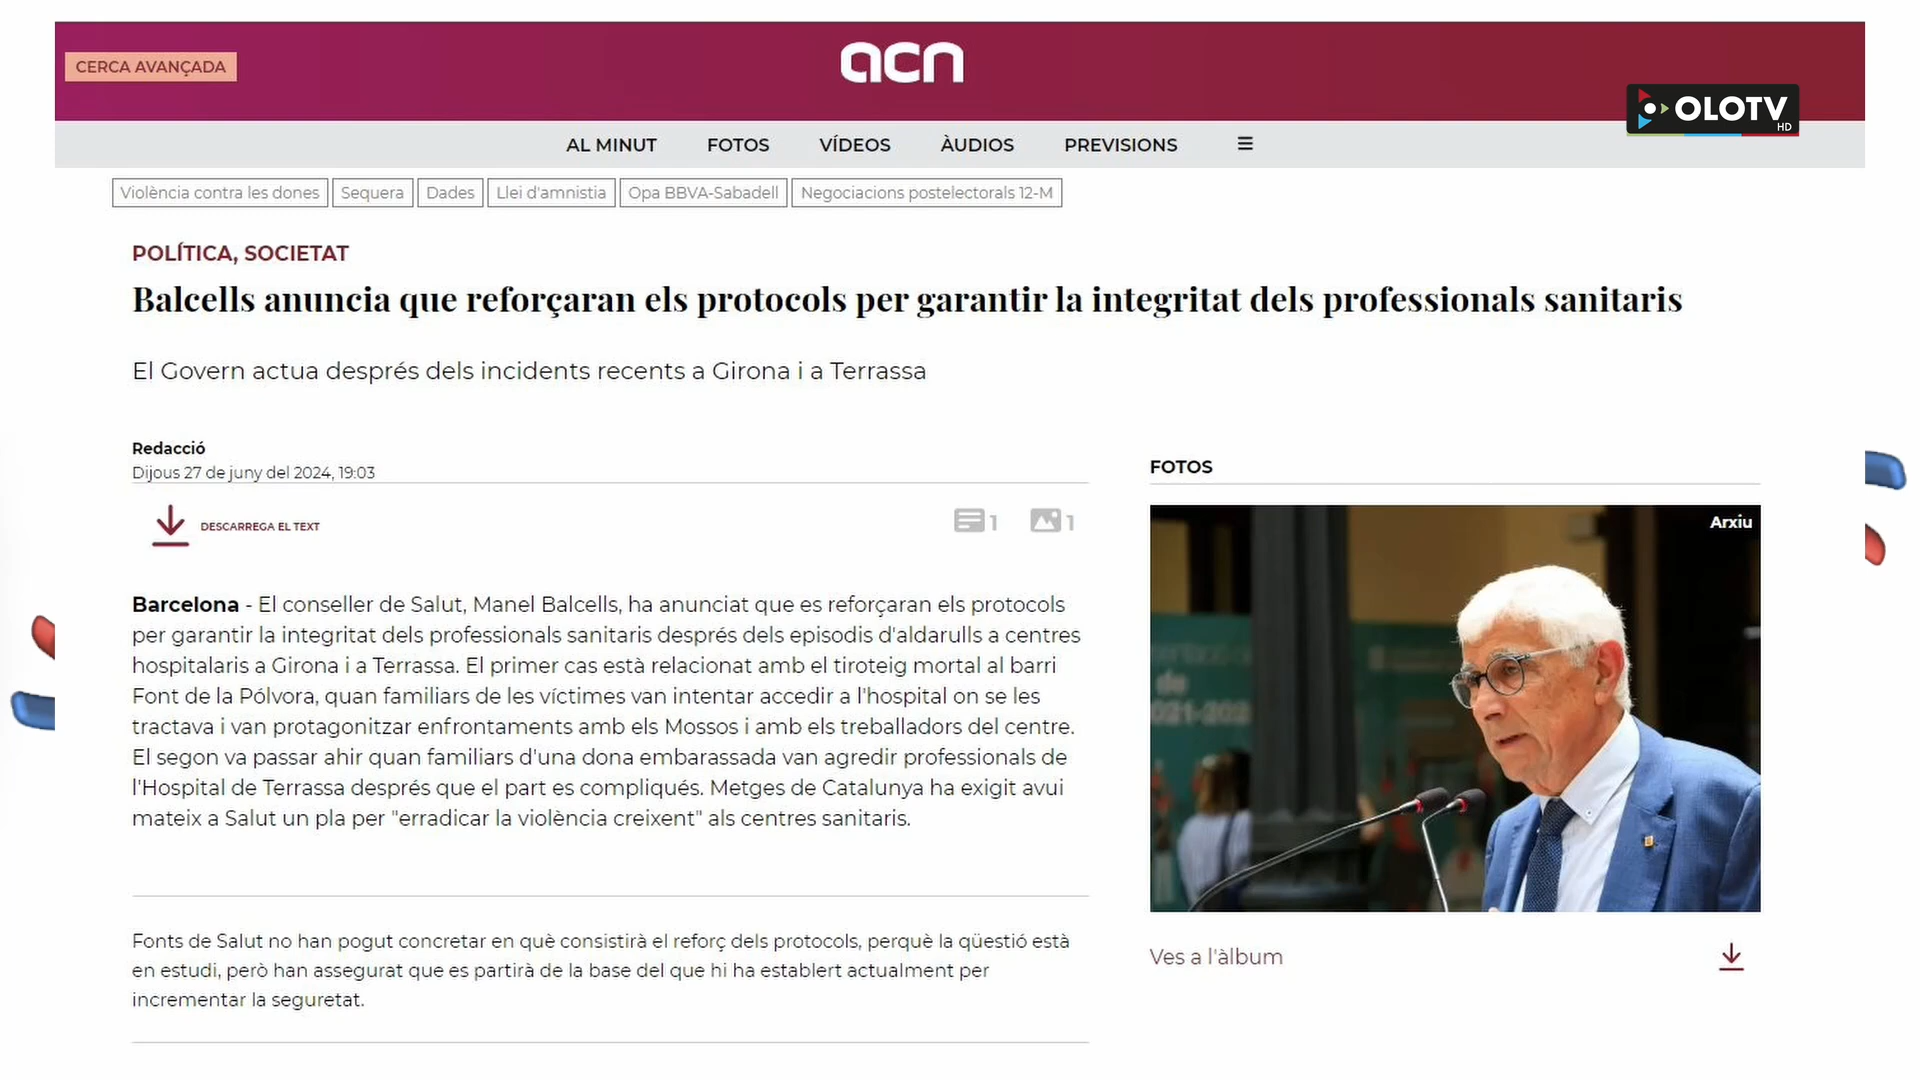 CERCA AVANÇADA
acn
OLOTV
HD
AL MINUT FOTOS VÍDEOS ÀUDIOS PREVISIONS
Violència contra les dones Sequera Dades Llei d'amnistia Opa BBVA-Sabadell Negociacions postelectorals 12-M
POLÍTICA, SOCIETAT
Balcells anuncia que reforçaran els protocols per garantir la integritat dels professionals sanitaris
El Govern actua després dels incidents recents a Girona i a Terrassa
Redacció
Dijous 27 de juny del 2024, 19:03
DESCARREGA EL TEXT
1 1
Barcelona - El conseller de Salut, Manel Balcells, ha anunciat que es reforçaran els protocols
per garantir la integritat dels professionals sanitaris després dels episodis d'aldarulls a centres
hospitalaris a Girona i a Terrassa. El primer cas està relacionat amb el tiroteig mortal al barri
Font de la Pólvora, quan familiars de les víctimes van intentar accedir a l'hospital on se les
tractava i van protagonitzar enfrontaments amb els Mossos i amb els treballadors del centre.
El segon va passar ahir quan familiars d'una dona embarassada van agredir professionals de
l'Hospital de Terrassa després que el part es compliqués. Metges de Catalunya ha exigit avui
mateix a Salut un pla per "erradicar la violència creixent" als centres sanitaris.
Fonts de Salut no han pogut concretar en què consistirà el reforç dels protocols, perquè la qüestió està
en estudi, però han assegurat que es partirà de la base del que hi ha establert actualment per
incrementar la seguretat.
FOTOS
Arxiu
de
Ves a l'àlbum